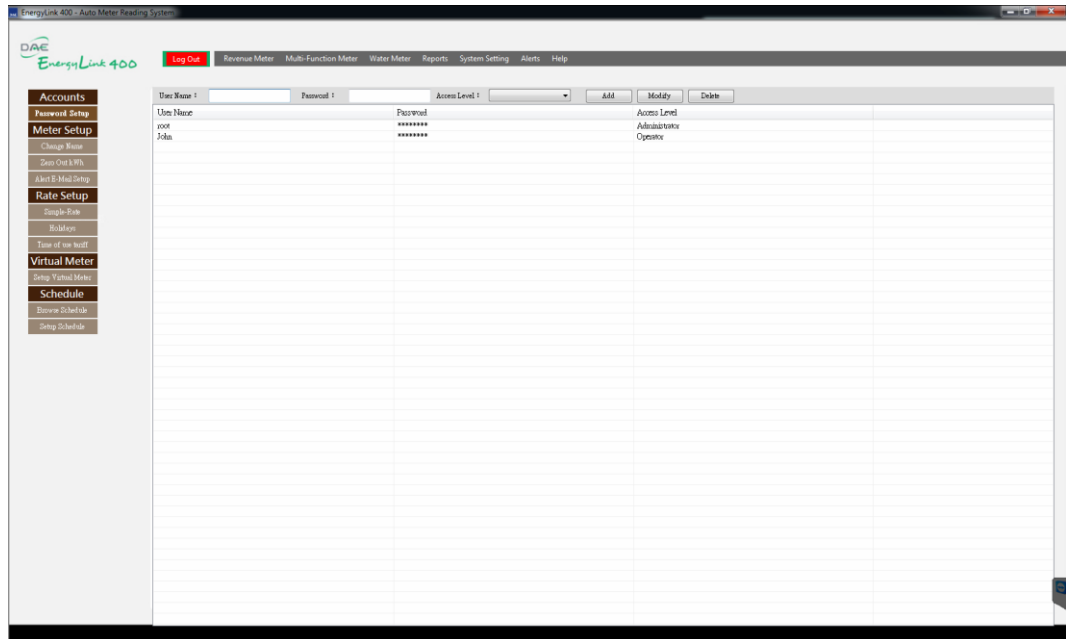 EnergyLink 400 - Auto Meter Reading System
DAE
EnergyLink 400
Log Out Revenue Meter Multi-Function Meter Water Meter Reports System Setting Alerts Help
Accounts
Password Setup
Meter Setup
Change Name
Zero Out kWh
Alert E-Mail Setup
Rate Setup
Simple-Rate
Holidays
Time of use tariff
Virtual Meter
Setup Virtual Meter
Schedule
Browse Schedule
Setup Schedule
User Name : Password : Access Level : Add Modify Delete
User Name Password Access Level
root ******** Administrator
John ******** Operator